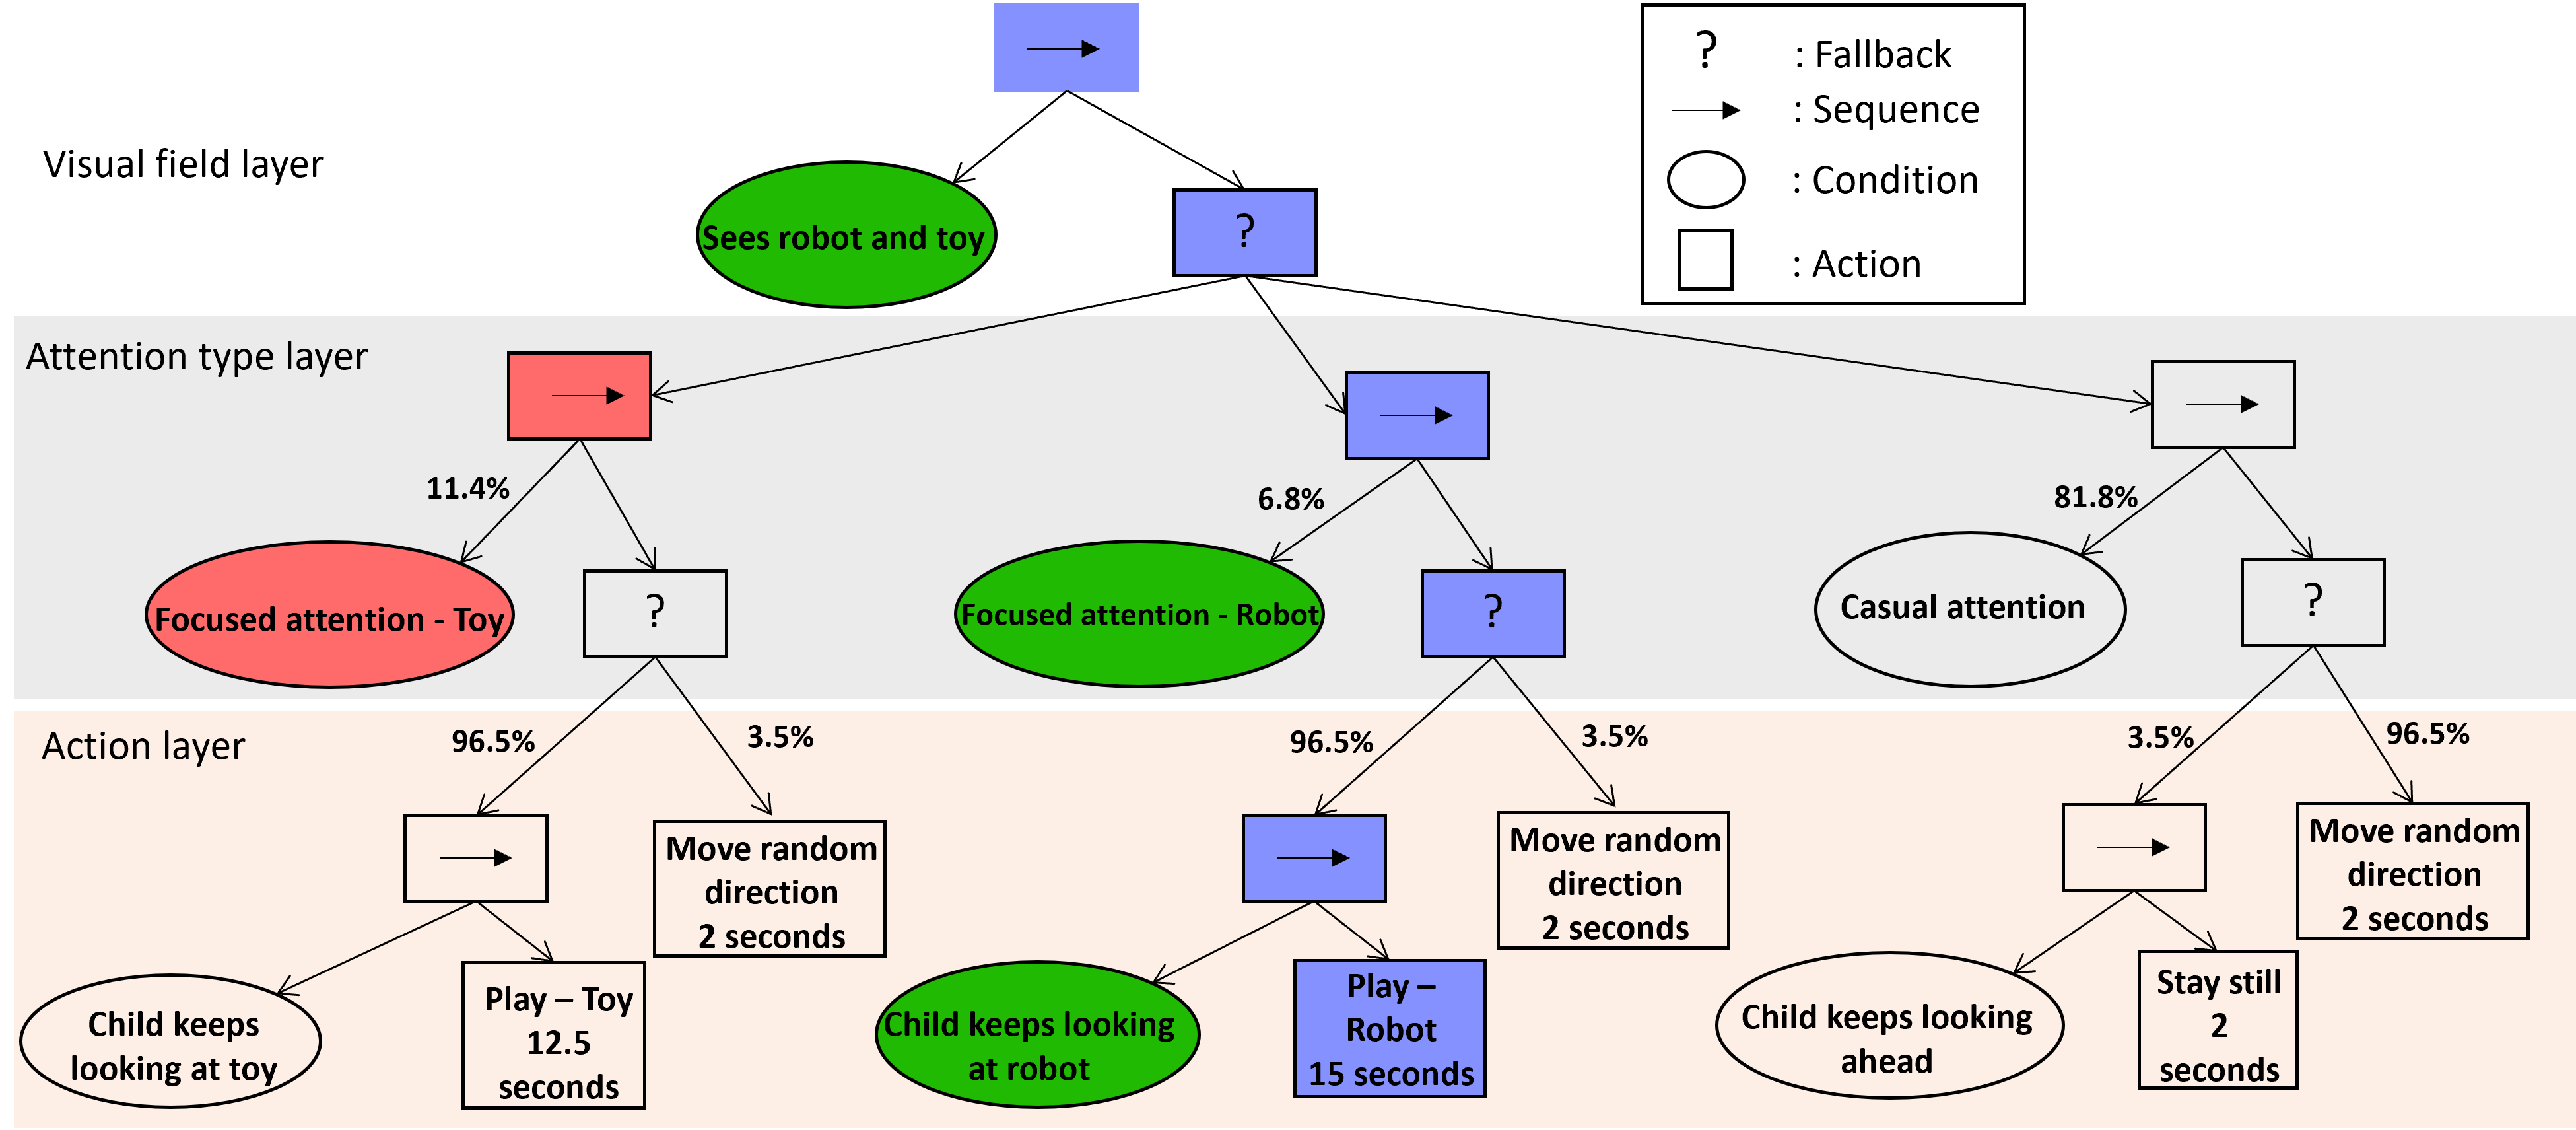 ? : Fallback
: Sequence
: Condition
: Action
Visual field layer
Sees robot and toy
?
Attention type layer
11.4%
6.8%
81.8%
Focused attention - Toy
?
Focused attention - Robot
?
Casual attention
?
Action layer
96.5%
3.5%
96.5%
3.5%
3.5%
96.5%
Move random
direction
2 seconds
Move random
direction
2 seconds
Move random
direction
2 seconds
Child keeps
looking at toy
Play – Toy
12.5
seconds
Child keeps looking
at robot
Play –
Robot
15 seconds
Child keeps looking
ahead
Stay still
2
seconds